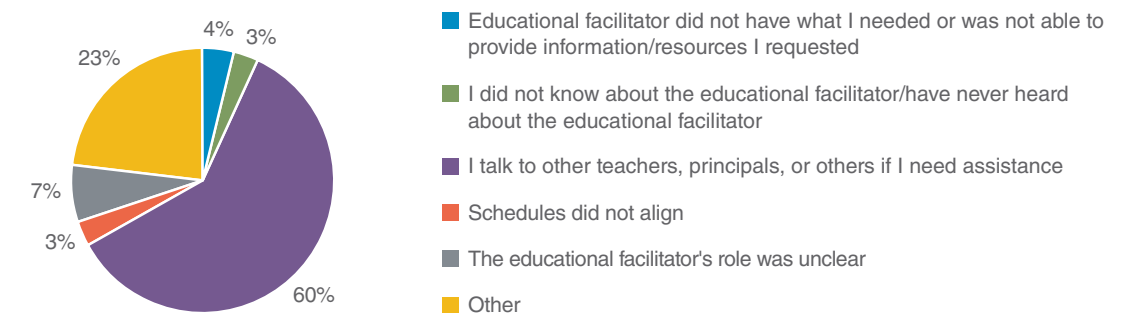 4%
3%
23%
7%
3%
60%
Educational facilitator did not have what I needed or was not able to
provide information/resources I requested
I did not know about the educational facilitator/have never heard
about the educational facilitator
I talk to other teachers, principals, or others if I need assistance
Schedules did not align
The educational facilitator's role was unclear
Other